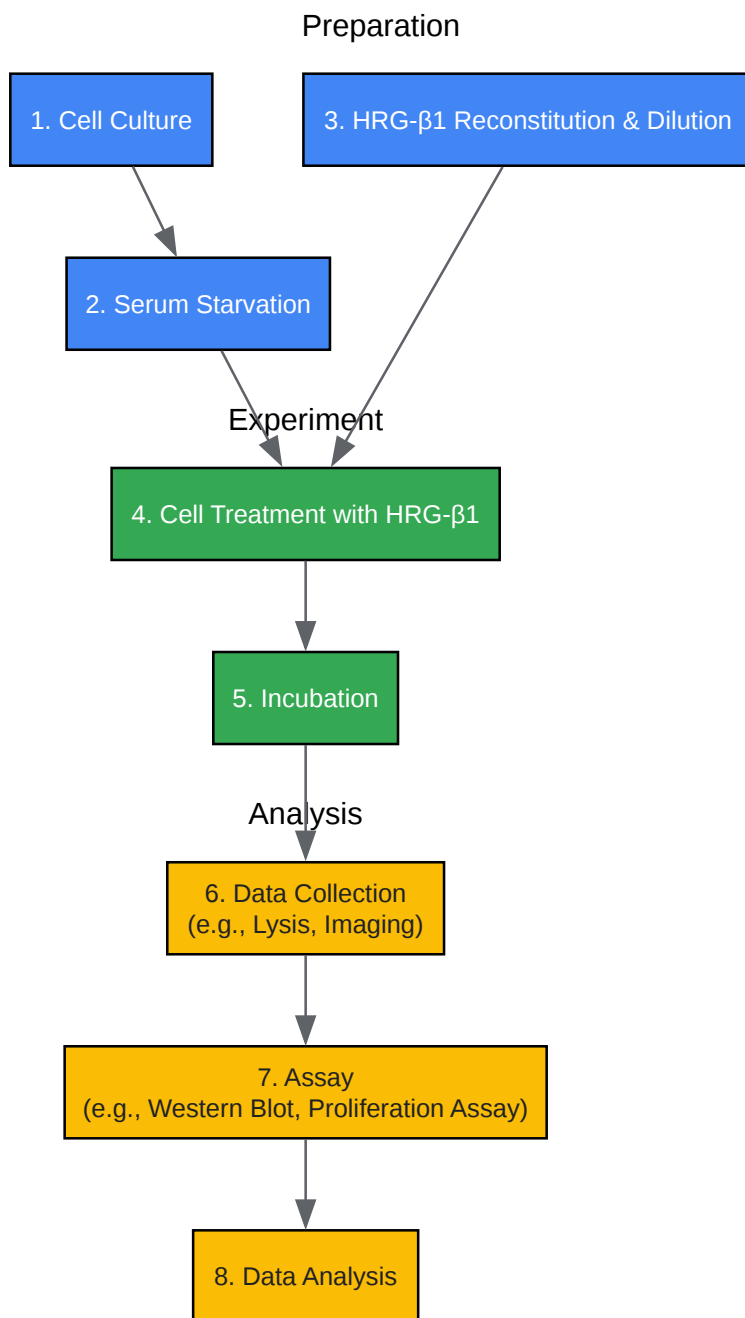 Preparation
1. Cell Culture
3. HRG-β1 Reconstitution & Dilution
2. Serum Starvation
Experiment
4. Cell Treatment with HRG-β1
5. Incubation
Analysis
6. Data Collection
(e.g., Lysis, Imaging)
7. Assay
(e.g., Western Blot, Proliferation Assay)
8. Data Analysis